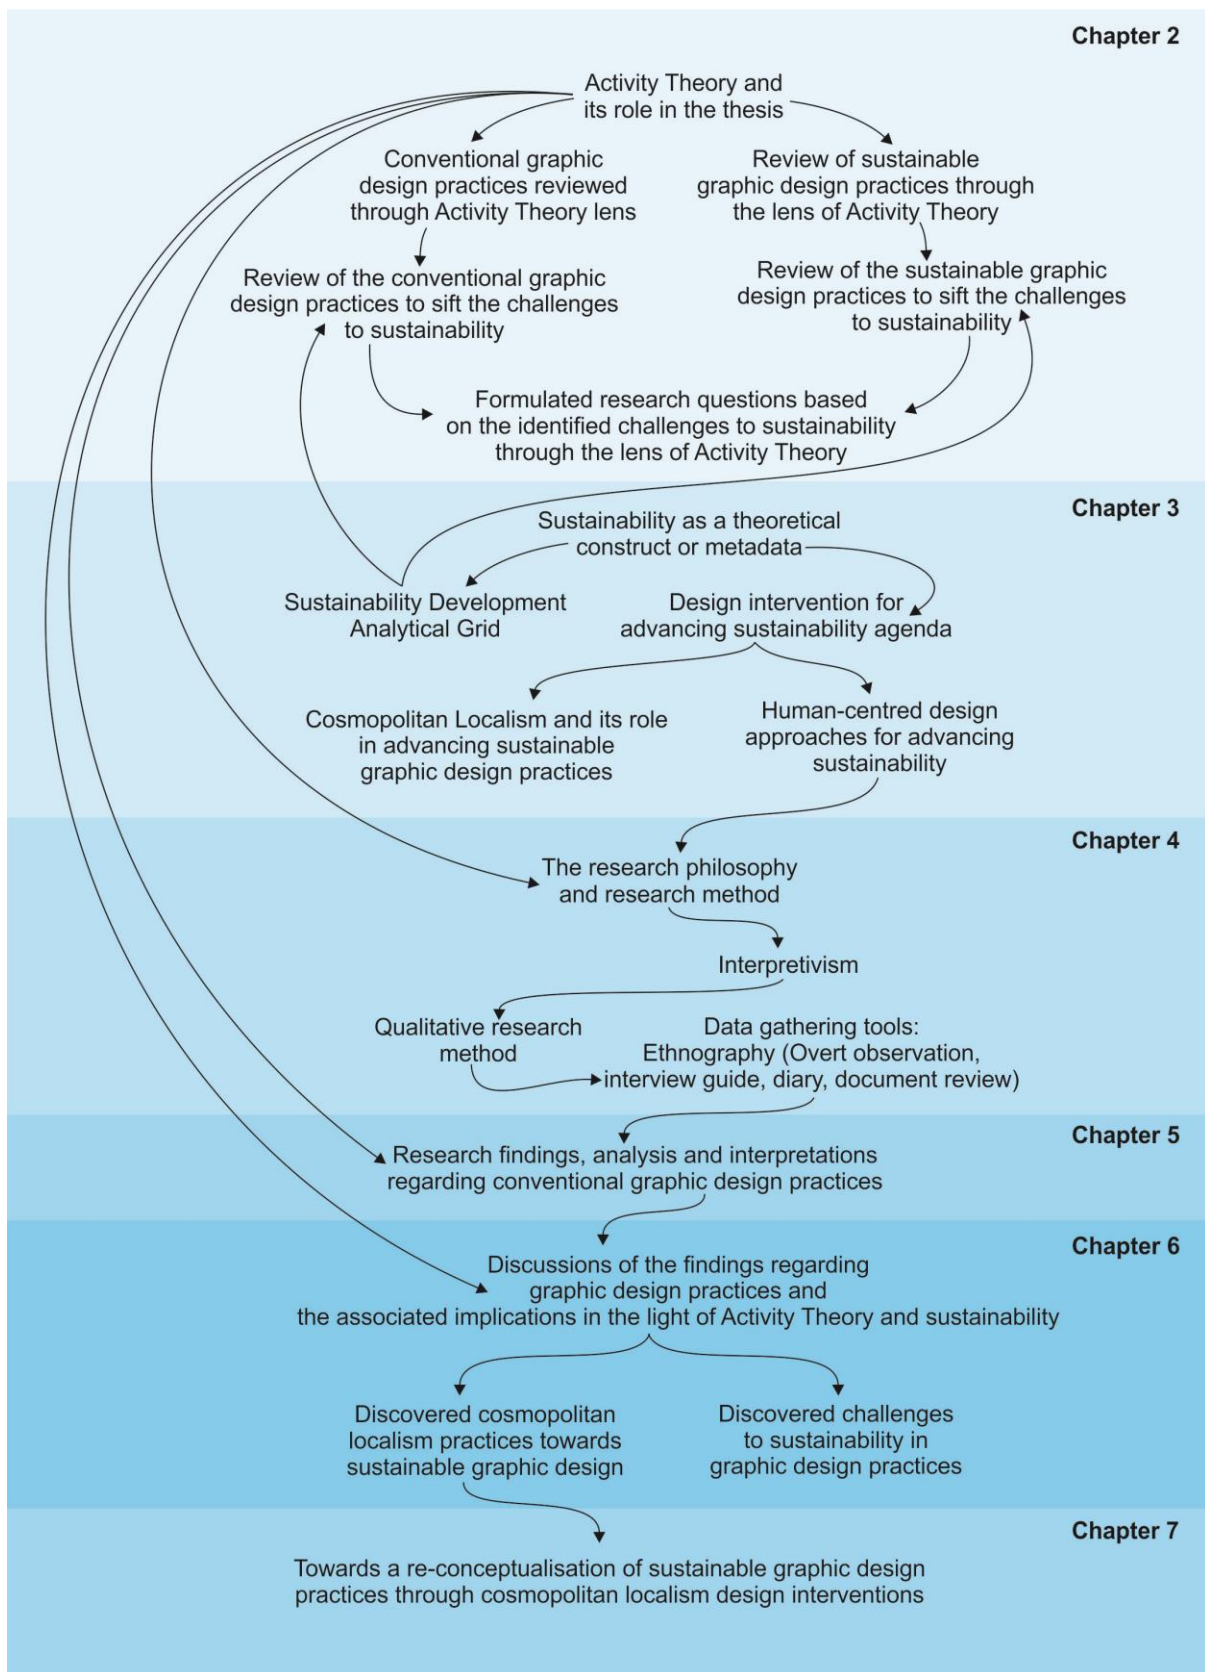 Chapter 2
Activity Theory and
its role in the thesis
Conventional graphic
design practices reviewed
through Activity Theory lens
Review of sustainable
graphic design practices through
the lens of Activity Theory
Review of the conventional graphic
design practices to sift the challenges
to sustainability
Review of the sustainable graphic
design practices to sift the challenges
to sustainability
Formulated research questions based
on the identified challenges to sustainability
through the lens of Activity Theory
Chapter 3
Sustainability as a theoretical
construct or metadata
Sustainability Development
Analytical Grid
Design intervention for
advancing sustainability agenda
Cosmopolitan Localism and its role
in advancing sustainable
graphic design practices
Human-centred design
approaches for advancing
sustainability
Chapter 4
The research philosophy
and research method
Interpretivism
Qualitative research
method
Data gathering tools:
Ethnography (Overt observation,
interview guide, diary, document review)
Chapter 5
Research findings, analysis and interpretations
regarding conventional graphic design practices
Chapter 6
Discussions of the findings regarding
graphic design practices and
the associated implications in the light of Activity Theory and sustainability
Discovered cosmopolitan
localism practices towards
sustainable graphic design
Discovered challenges
to sustainability in
graphic design practices
Chapter 7
Towards a re-conceptualisation of sustainable graphic design
practices through cosmopolitan localism design interventions